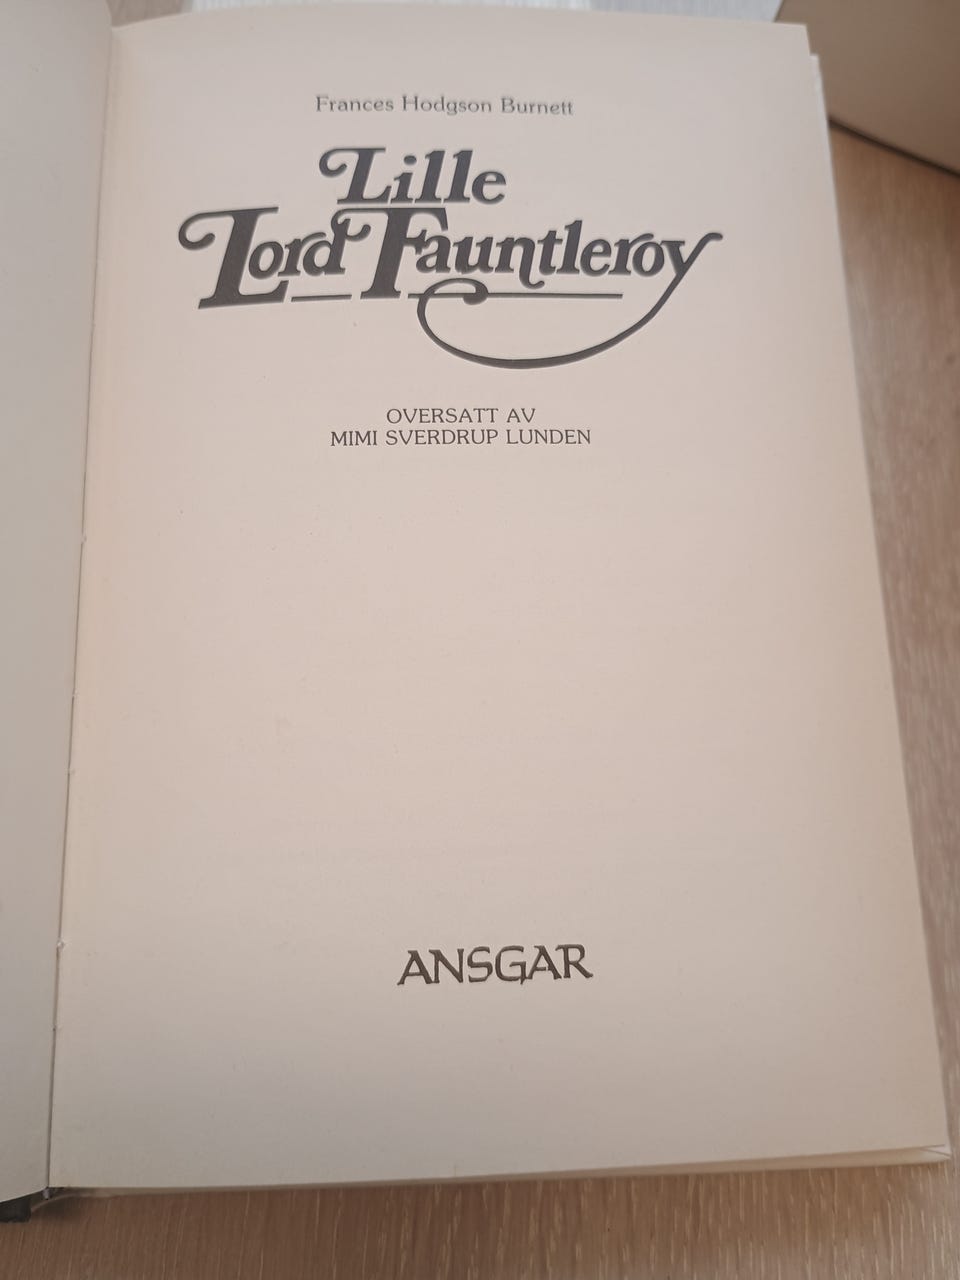 Frances Hodgson Burnett
Lille
Lord Fauntleroy
OVERSATT AV
MIMI SVERDRUP LUNDEN
ANSGAR